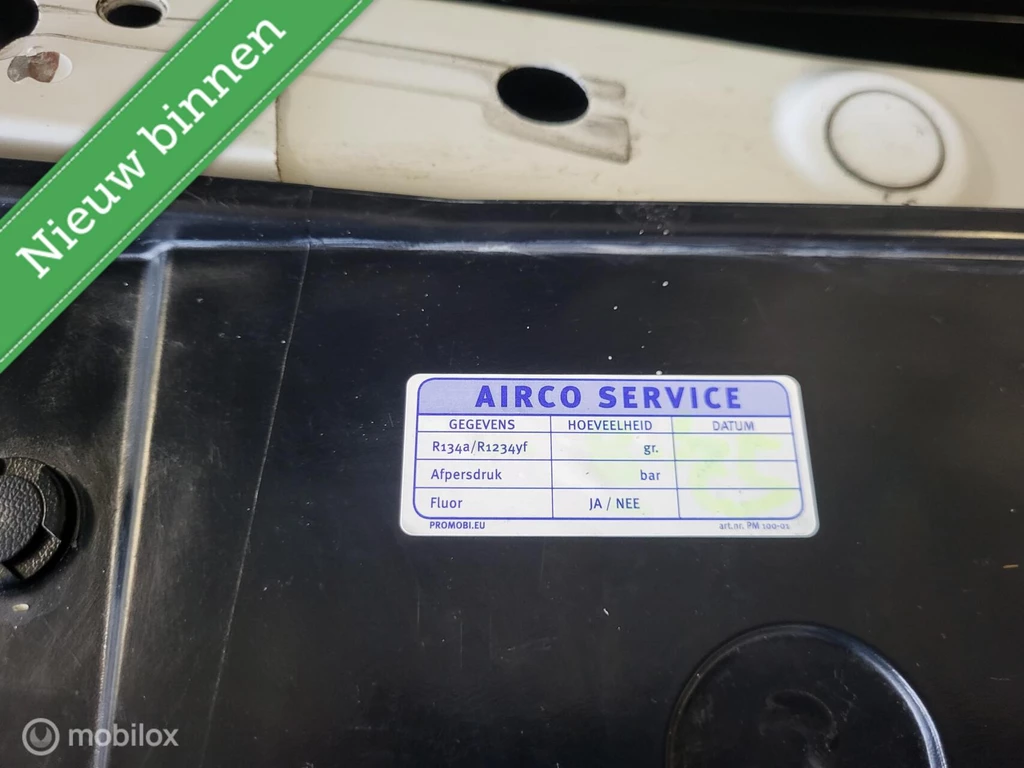 Nieuw binnen
AIRCO SERVICE
GEGEVENS HOEVEELHEID DATUM
R134a/R1234yf gr.
Afpersdruk bar
Fluor JA / NEE
PROMOBI.EU art.nr. PM 100-01
mobilox